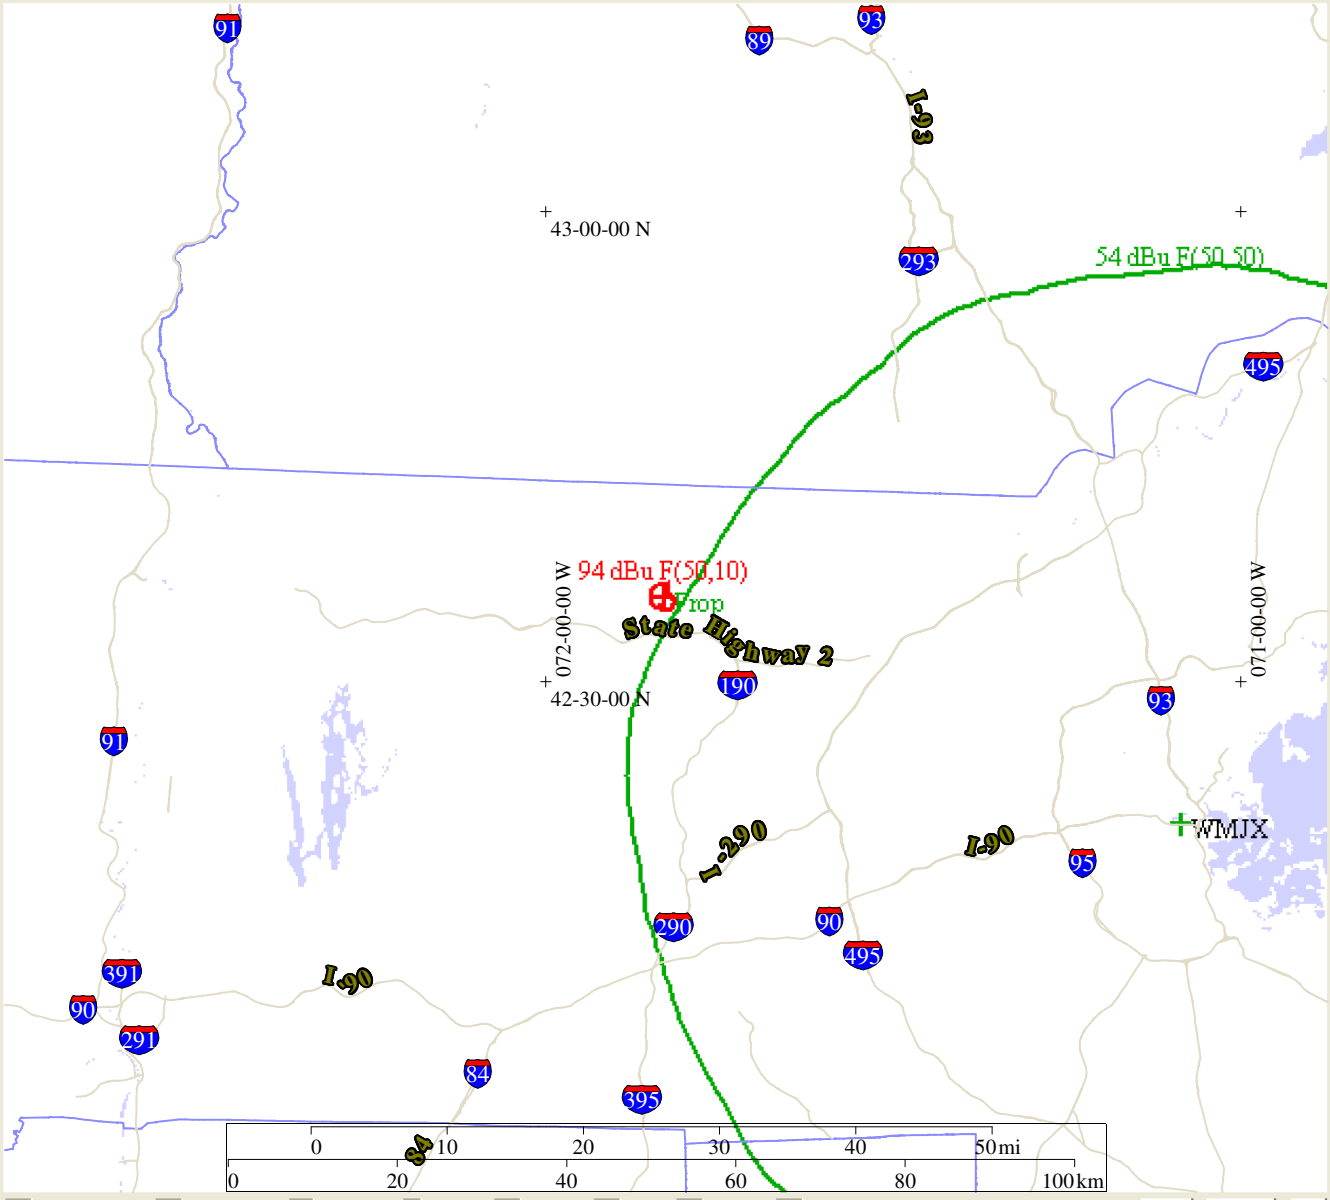 91
89
93
I-93
43-00-00 N
293
54 dBu F(50,50)
495
94 dBu F(50,10)
Prop
State Highway 2
072-00-00 W
071-00-00 W
190
42-30-00 N
93
91
WMJX
I-290
I-90
95
290
90
495
391
I-90
90
291
84
395
84
0 10 20 30 40 50 mi
0 20 40 60 80 100 km